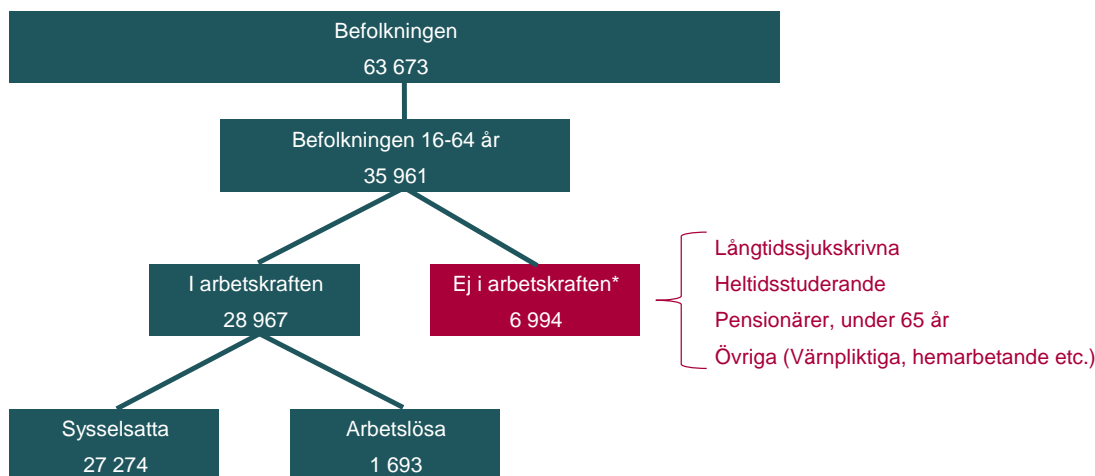 Befolkningen
63 673
Befolkningen 16-64 år
35 961
I arbetskraften
28 967
Ej i arbetskraften*
6 994
Långtidssjukskrivna
Heltidsstuderande
Pensionärer, under 65 år
Övriga (Värnpliktiga, hemarbetande etc.)
Sysselsatta
27 274
Arbetslösa
1 693